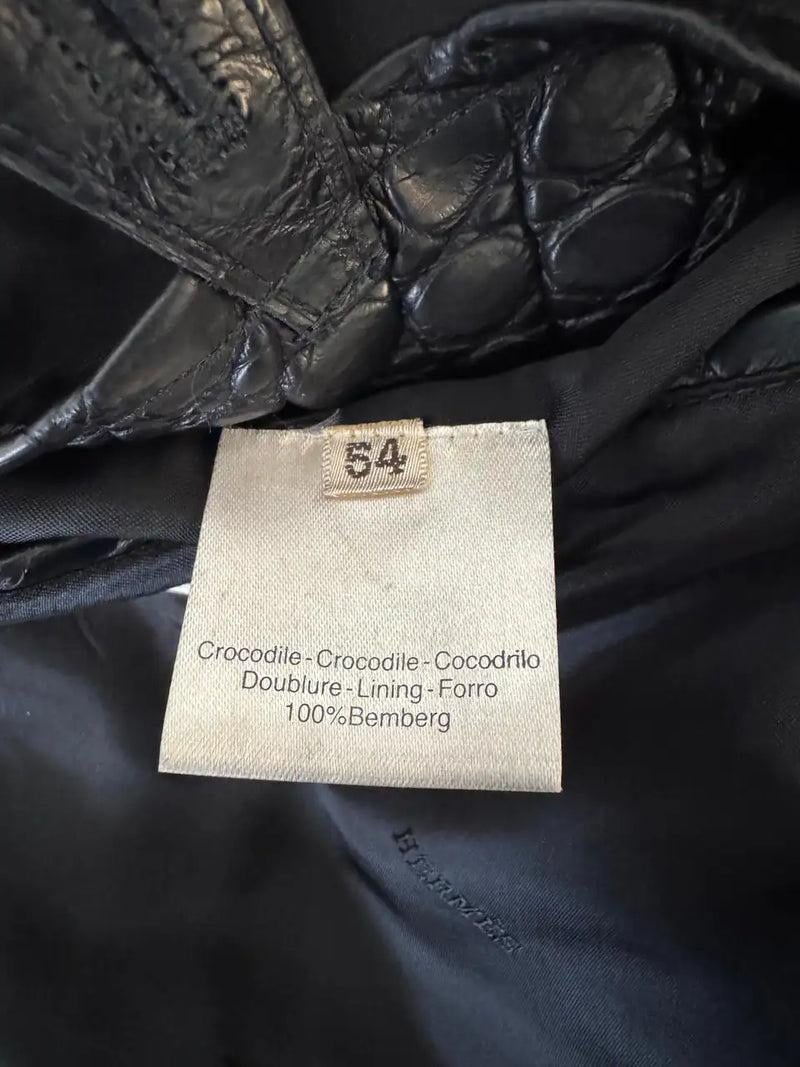 54
Crocodile-Crocodile-Cocodrilo
Doublure-Lining-Forro
100%Bemberg
HERMES